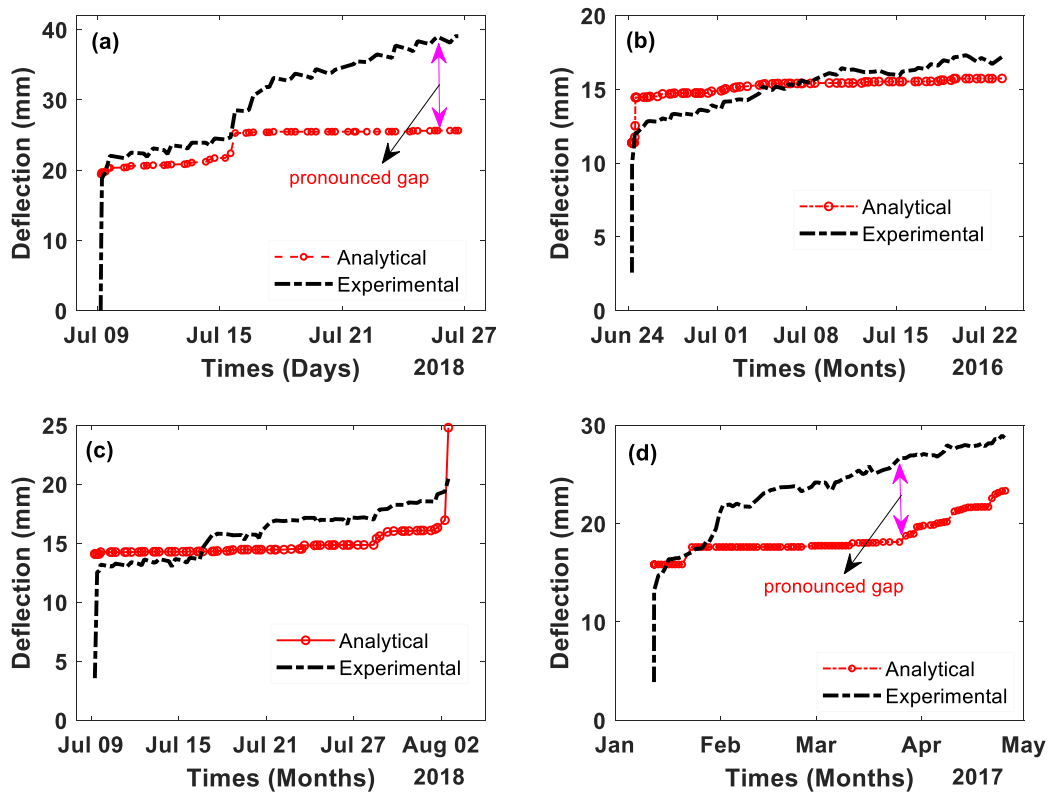 (a)
Deflection (mm)
40
30
20
10
0
pronounced gap
Analytical
Experimental
Jul 09 Jul 15 Jul 21 Jul 27
Times (Days) 2018
(b)
Deflection (mm)
20
15
10
5
0
Analytical
Experimental
Jun 24 Jul 01 Jul 08 Jul 15 Jul 22
Times (Monts) 2016
(c)
Deflection (mm)
25
20
15
10
5
0
Analytical
Experimental
Jul 09 Jul 15 Jul 21 Jul 27 Aug 02
Times (Months) 2018
(d)
Deflection (mm)
30
20
10
0
pronounced gap
Analytical
Experimental
Jan Feb Mar Apr May
Times (Months) 2017